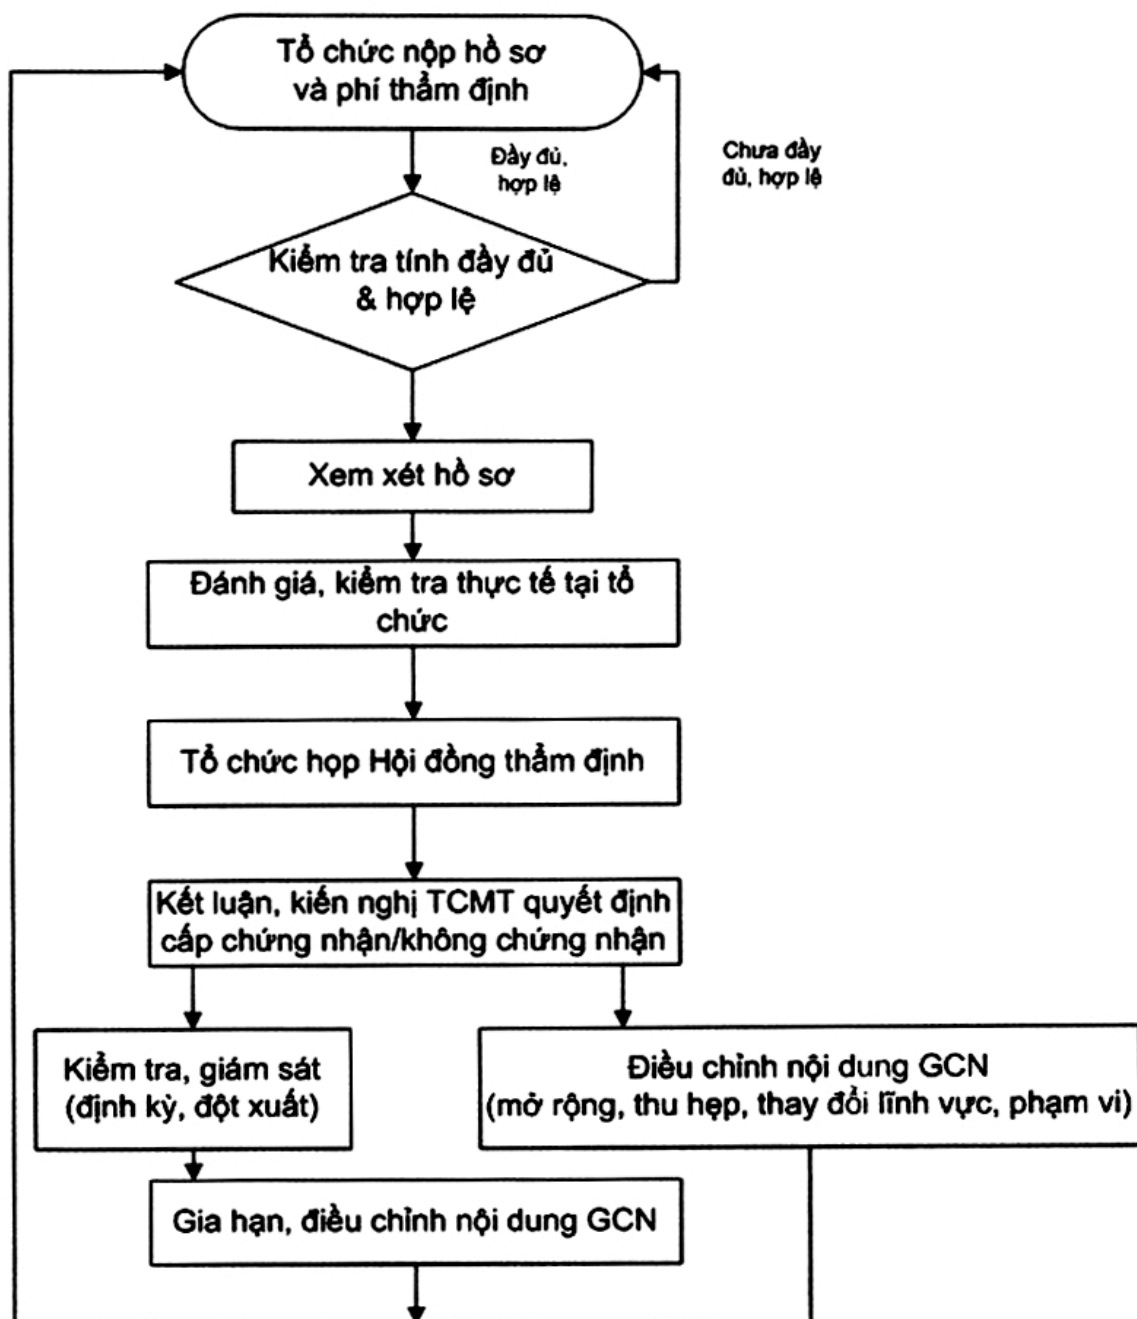 Tổ chức nộp hồ sơ
và phí thẩm định
Đầy đủ,
hợp lệ
Chưa đầy
đủ, hợp lệ
Kiểm tra tính đầy đủ
& hợp lệ
Xem xét hồ sơ
Đánh giá, kiểm tra thực tế tại tổ
chức
Tổ chức họp Hội đồng thẩm định
Kết luận, kiến nghị TCMT quyết định
cấp chứng nhận/không chứng nhận
Kiểm tra, giám sát
(định kỳ, đột xuất)
Điều chỉnh nội dung GCN
(mở rộng, thu hẹp, thay đổi lĩnh vực, phạm vi)
Gia hạn, điều chỉnh nội dung GCN